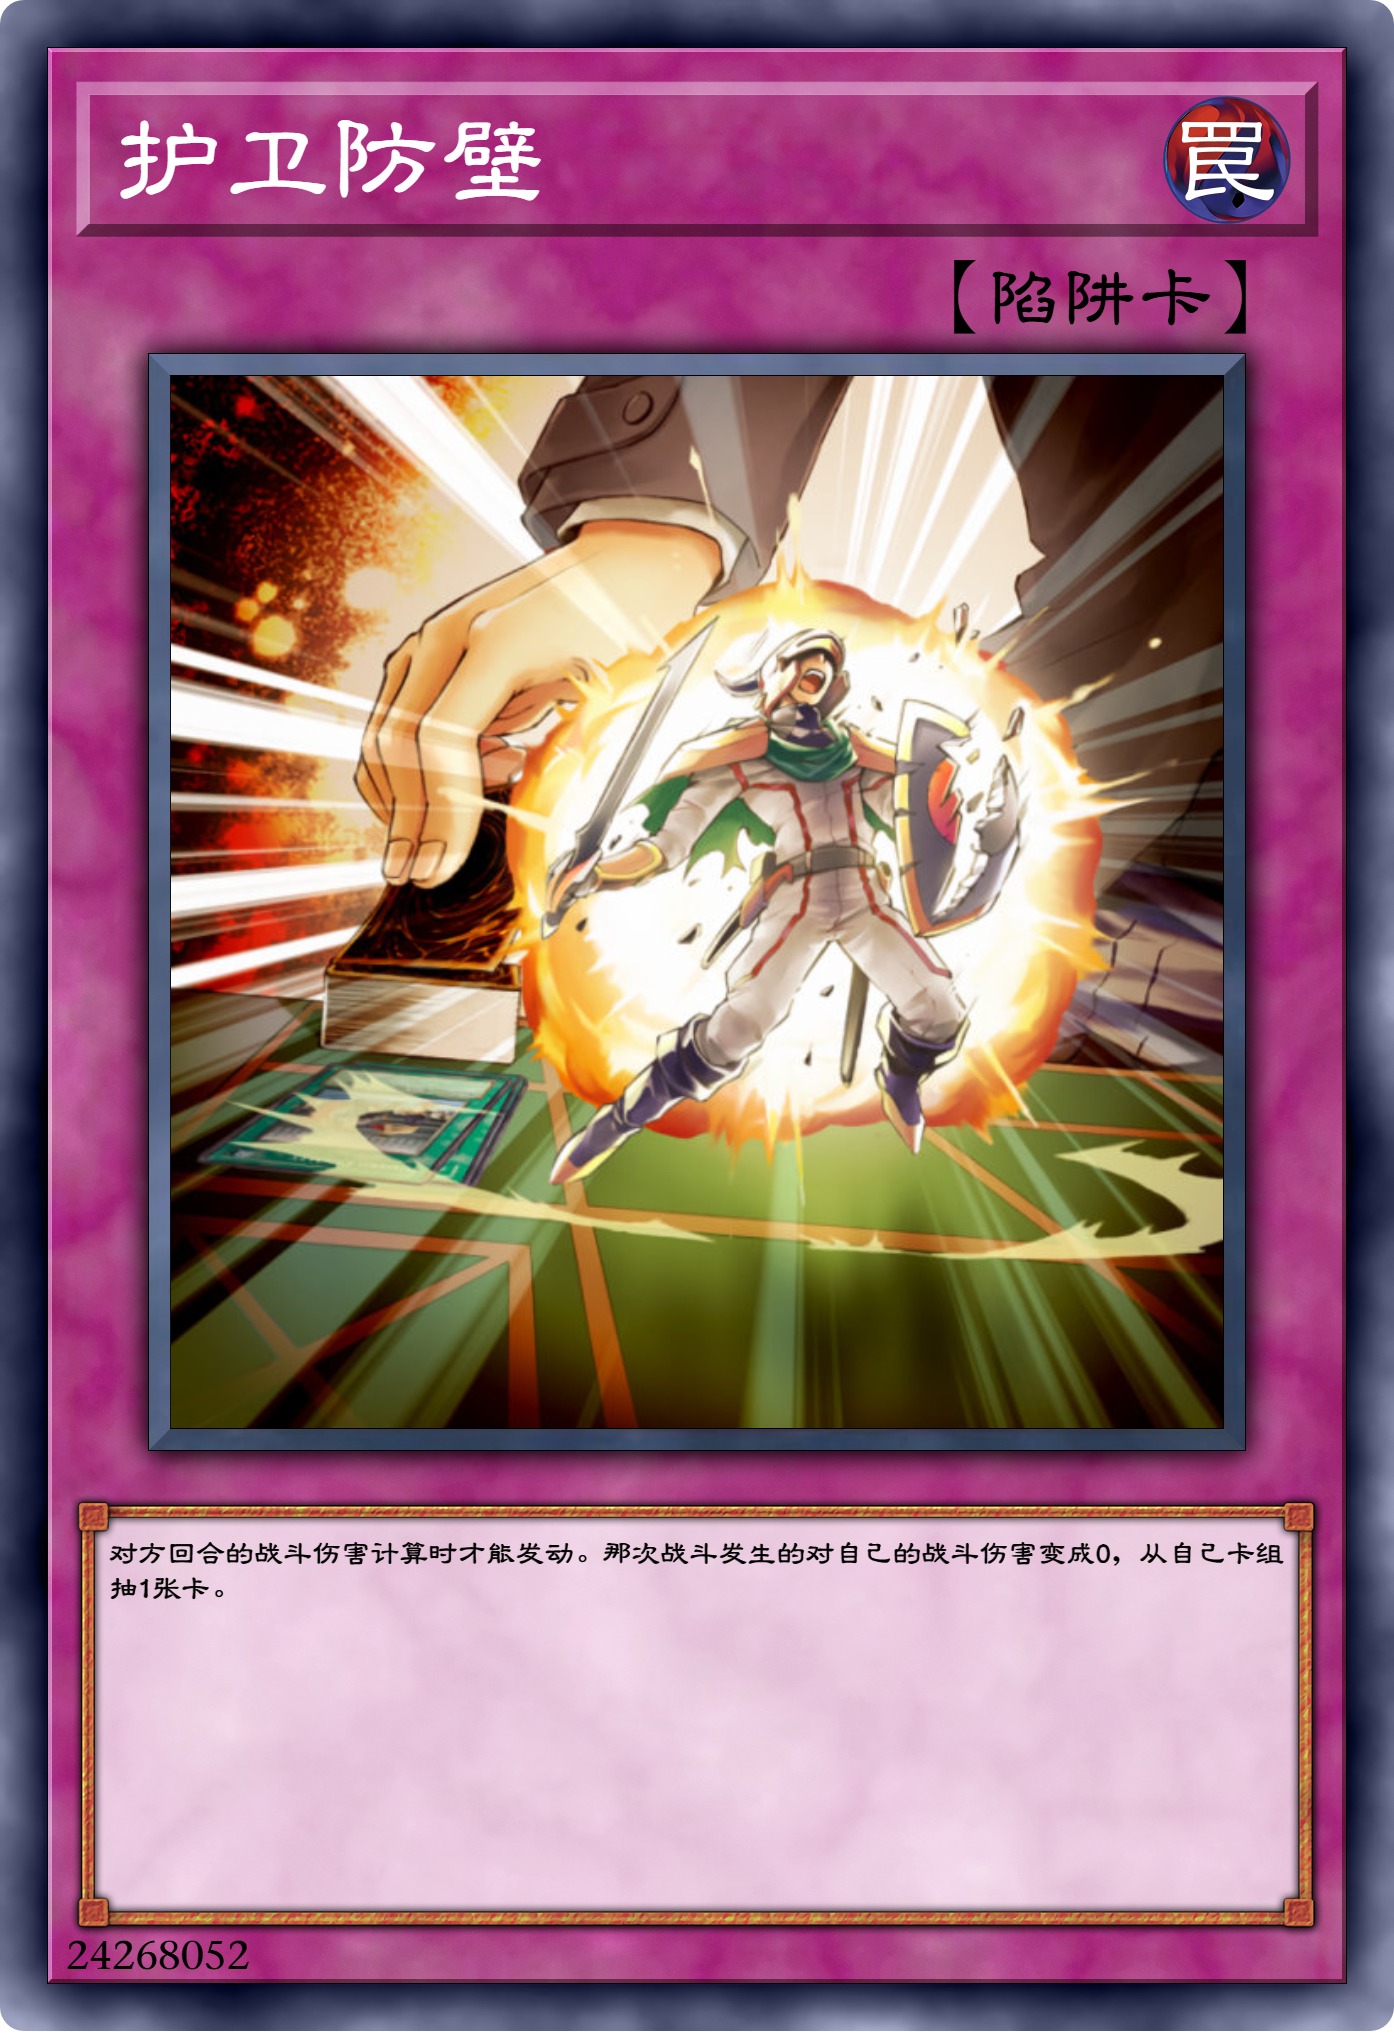 护卫防壁
罠
【陷阱卡】
对方回合的战斗伤害计算时才能发动。那次战斗发生的对自己的战斗伤害变成0，从自己卡组
抽1张卡。
24268052